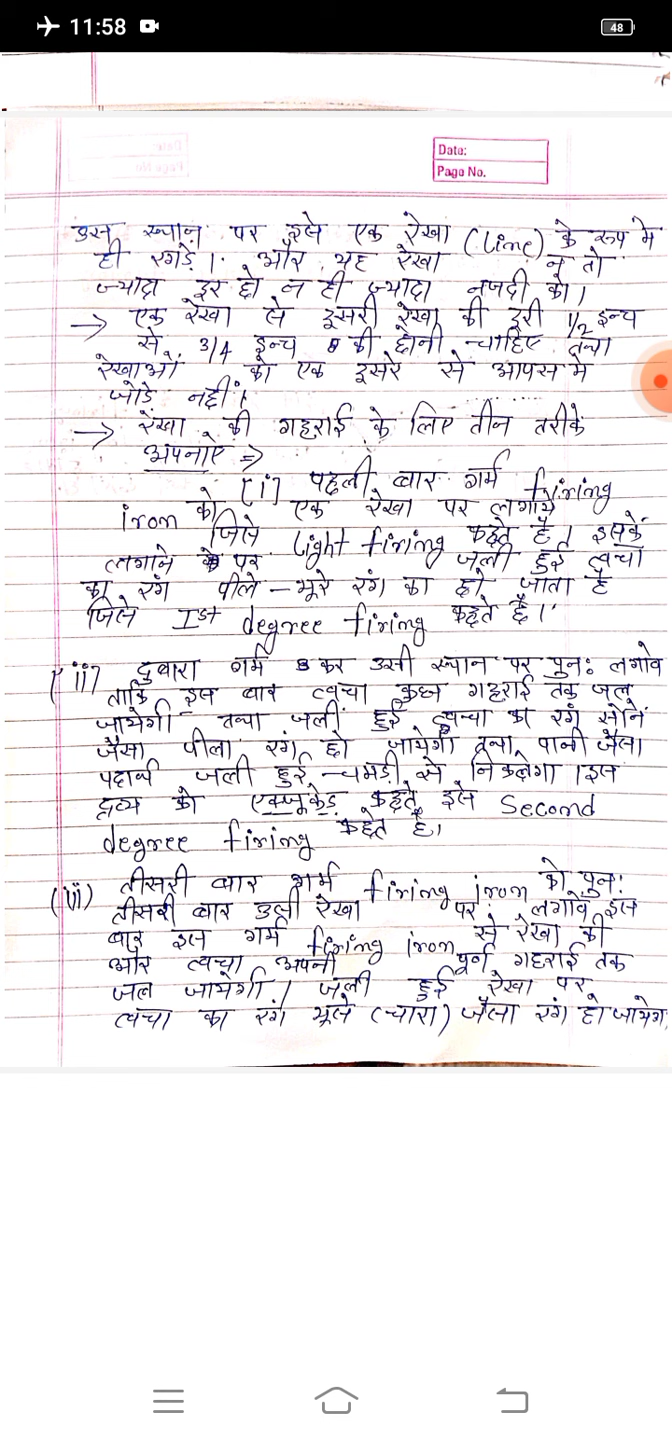 11:58
48
Date:
Page No.
उस स्थान पर इसे एक रेखा (line) के रूप मे
ही रगड़े। और यह रेखा न तो
ज्यादा दूर हो न ही ज्यादा नजदीक हो।
→ एक रेखा से दूसरी रेखा की दूरी 1/2 इन्च
से 3/4 इन्च की होनी चाहिए तथा
रेखाओं को एक दूसरे से आपस मे
जोडे नहीं।
→ रेखा की गहराई के लिए तीन तरीके
अपनाऐ ⇒
[i] पहली बार गर्म firing
iron को एक रेखा पर लगाये
जिसे light firing कहते है। इसके
लगाने पर जली हुई त्वचा
का रंग पीले-भूरे रंग का हो जाता है
जिसे Ist degree firing कहते है।
(ii) दुबारा गर्म कर उसी स्थान पर पुनः लगावे
ताकि इस बार त्वचा कुछ गहराई तक जल
जायेगी तथा जली हुई त्वचा का रंग सोने
जैसा पीला रंग हो जायेगा तथा पानी जैसा
पदार्थ जली हुई चमड़ी से निकलेगा। इस
द्रव्य को कहते इसे Second
degree firing कहते है।
(iii) तीसरी बार गर्म firing iron को पुनः
तीसरी बार उसी रेखा पर लगावे इस
बार इस गर्म firing iron से रेखा की
और त्वचा अपनी पूर्ण गहराई तक
जल जायेगी। जली हुई रेखा पर
त्वचा का रंग भूसे (चारा) जैसा रंग हो जायेगा